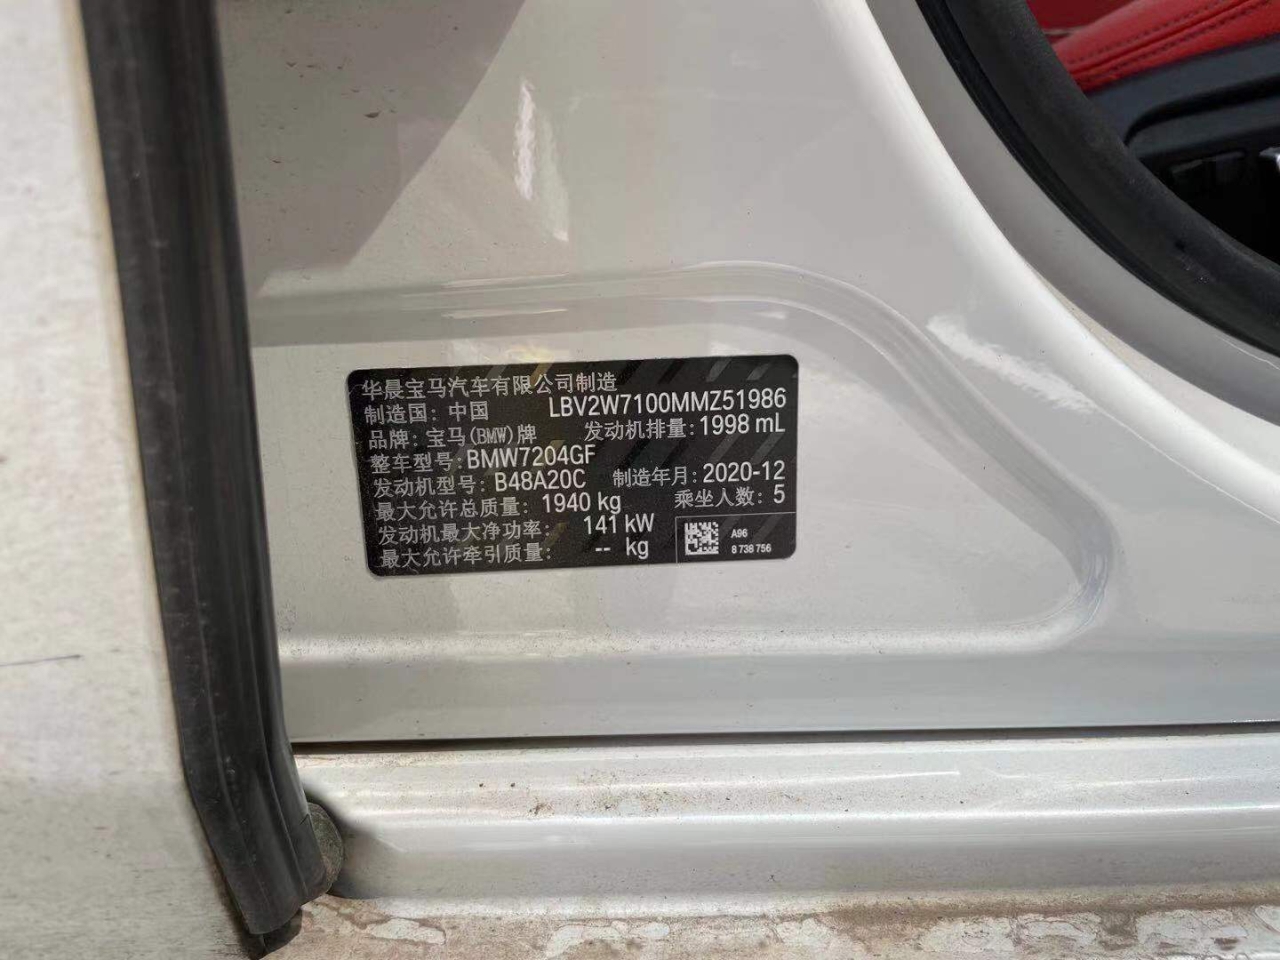 华晨宝马汽车有限公司制造
制造国: 中国 LBV2W7100MMZ51986
品牌: 宝马(BMW)牌 发动机排量: 1998 mL
整车型号: BMW7204GF
发动机型号: B48A20C 制造年月: 2020-12
最大允许总质量: 1940 kg 乘坐人数: 5
发动机最大净功率: 141 kW
最大允许牵引质量: -- kg
A96
8 738 756